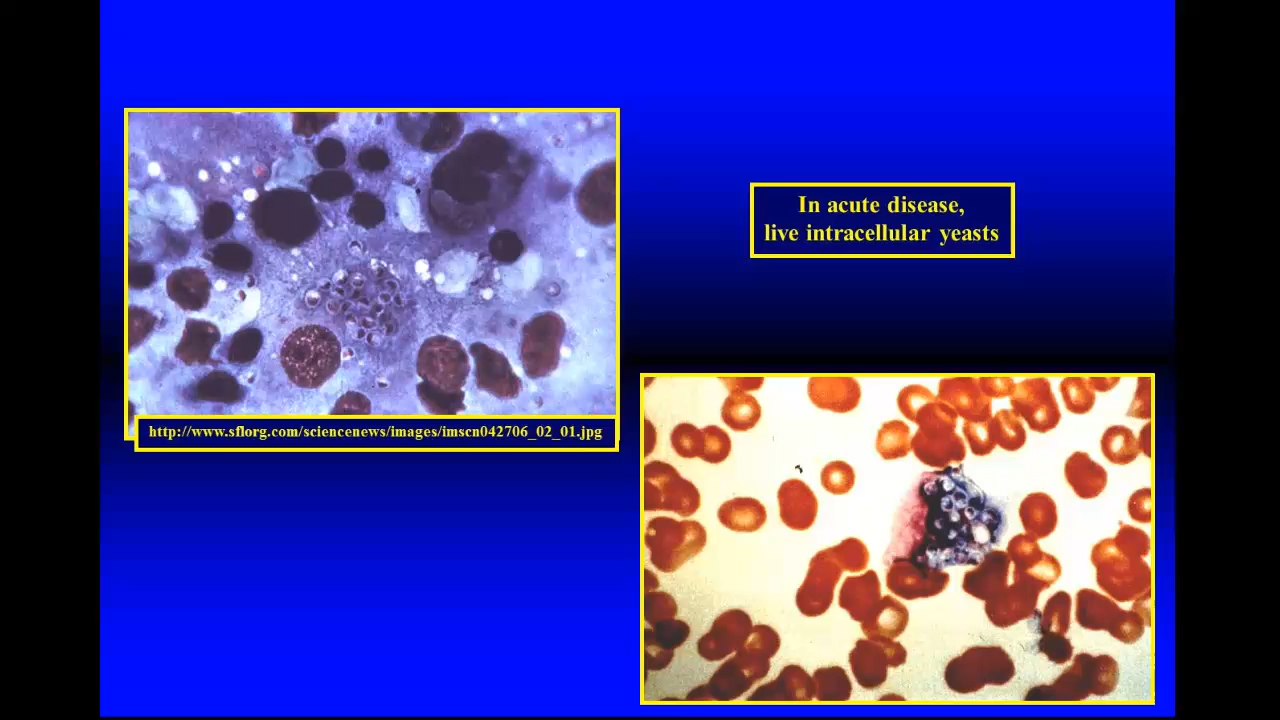 In acute disease,
live intracellular yeasts
http://www.sflorg.com/sciencenews/images/imscn042706_02_01.jpg